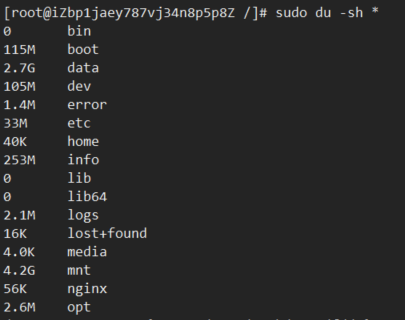 [root@iZbp1jaey787vj34n8p5p8Z /]# sudo du -sh *
0 bin
115M boot
2.7G data
105M dev
1.4M error
33M etc
40K home
253M info
0 lib
0 lib64
2.1M logs
16K lost+found
4.0K media
4.2G mnt
56K nginx
2.6M opt